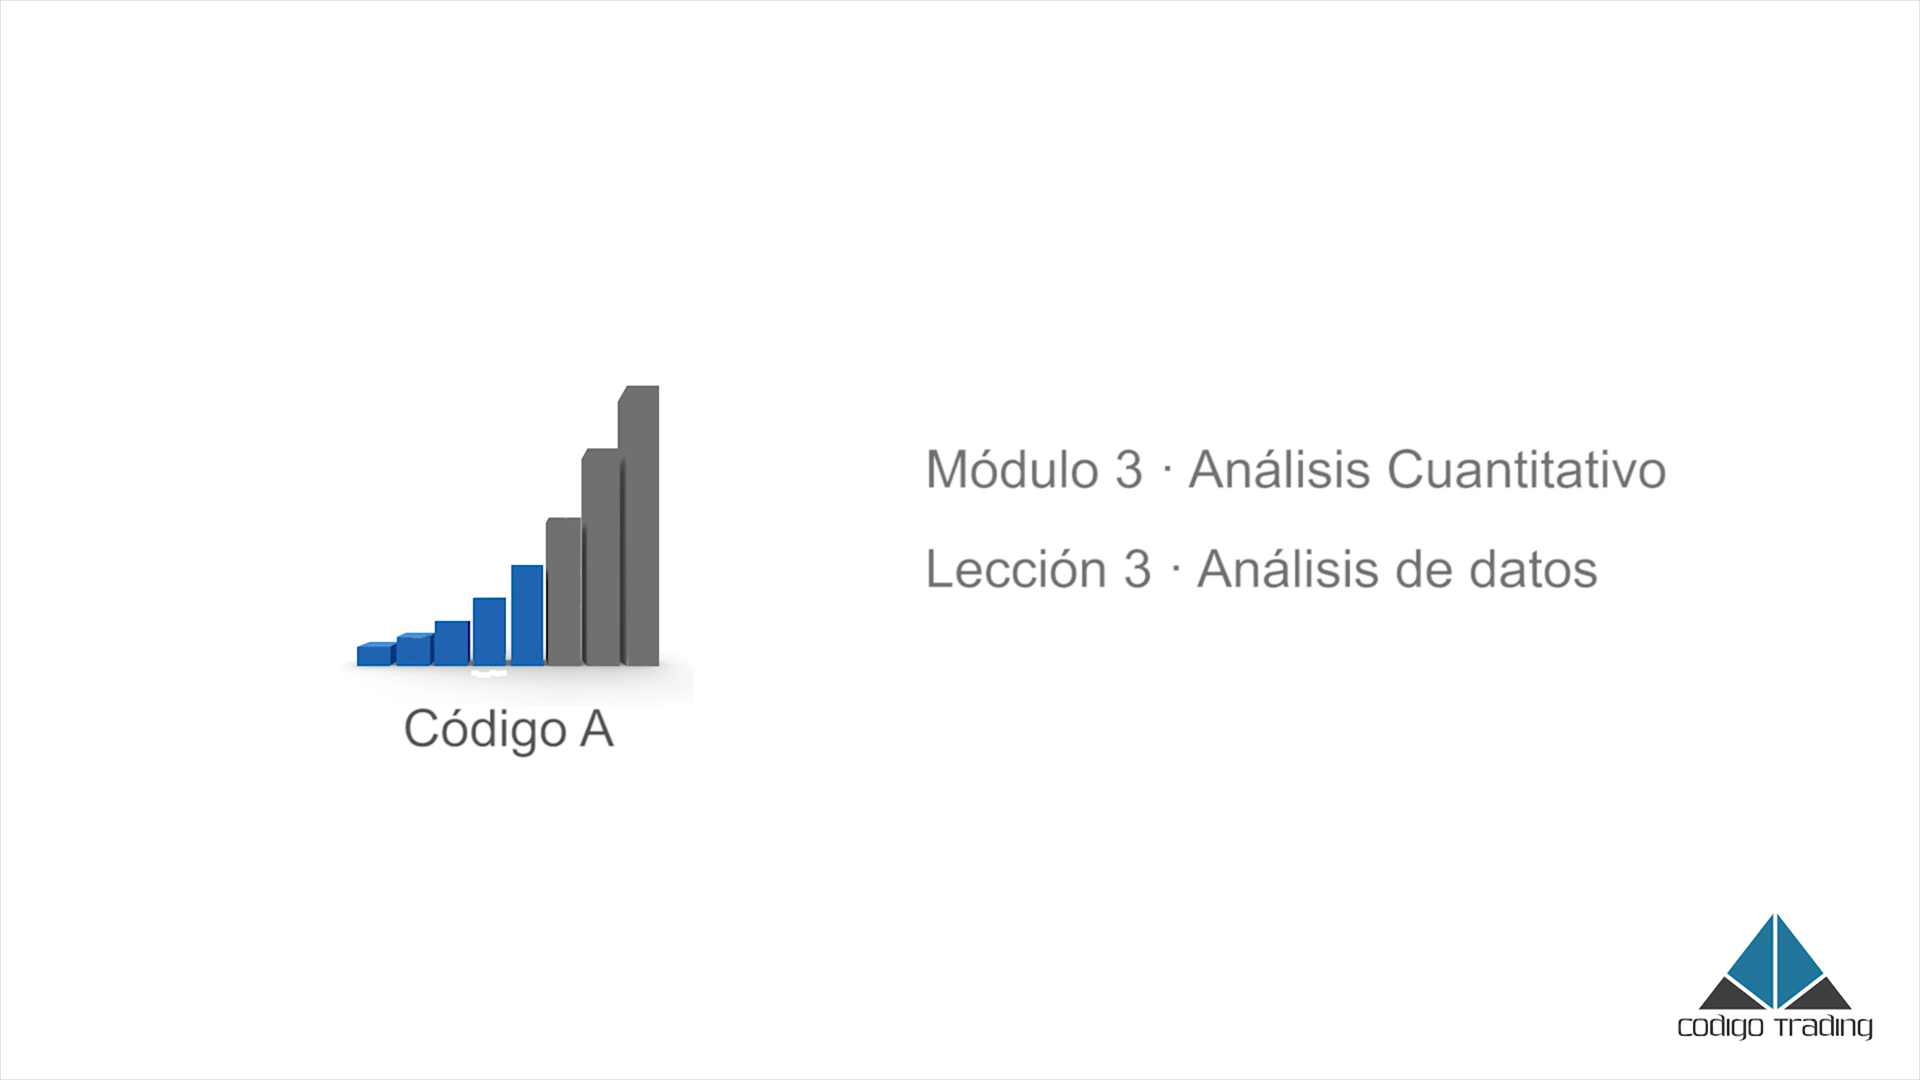 Módulo 3 · Análisis Cuantitativo
Lección 3 · Análisis de datos
Código A
codigo Trading